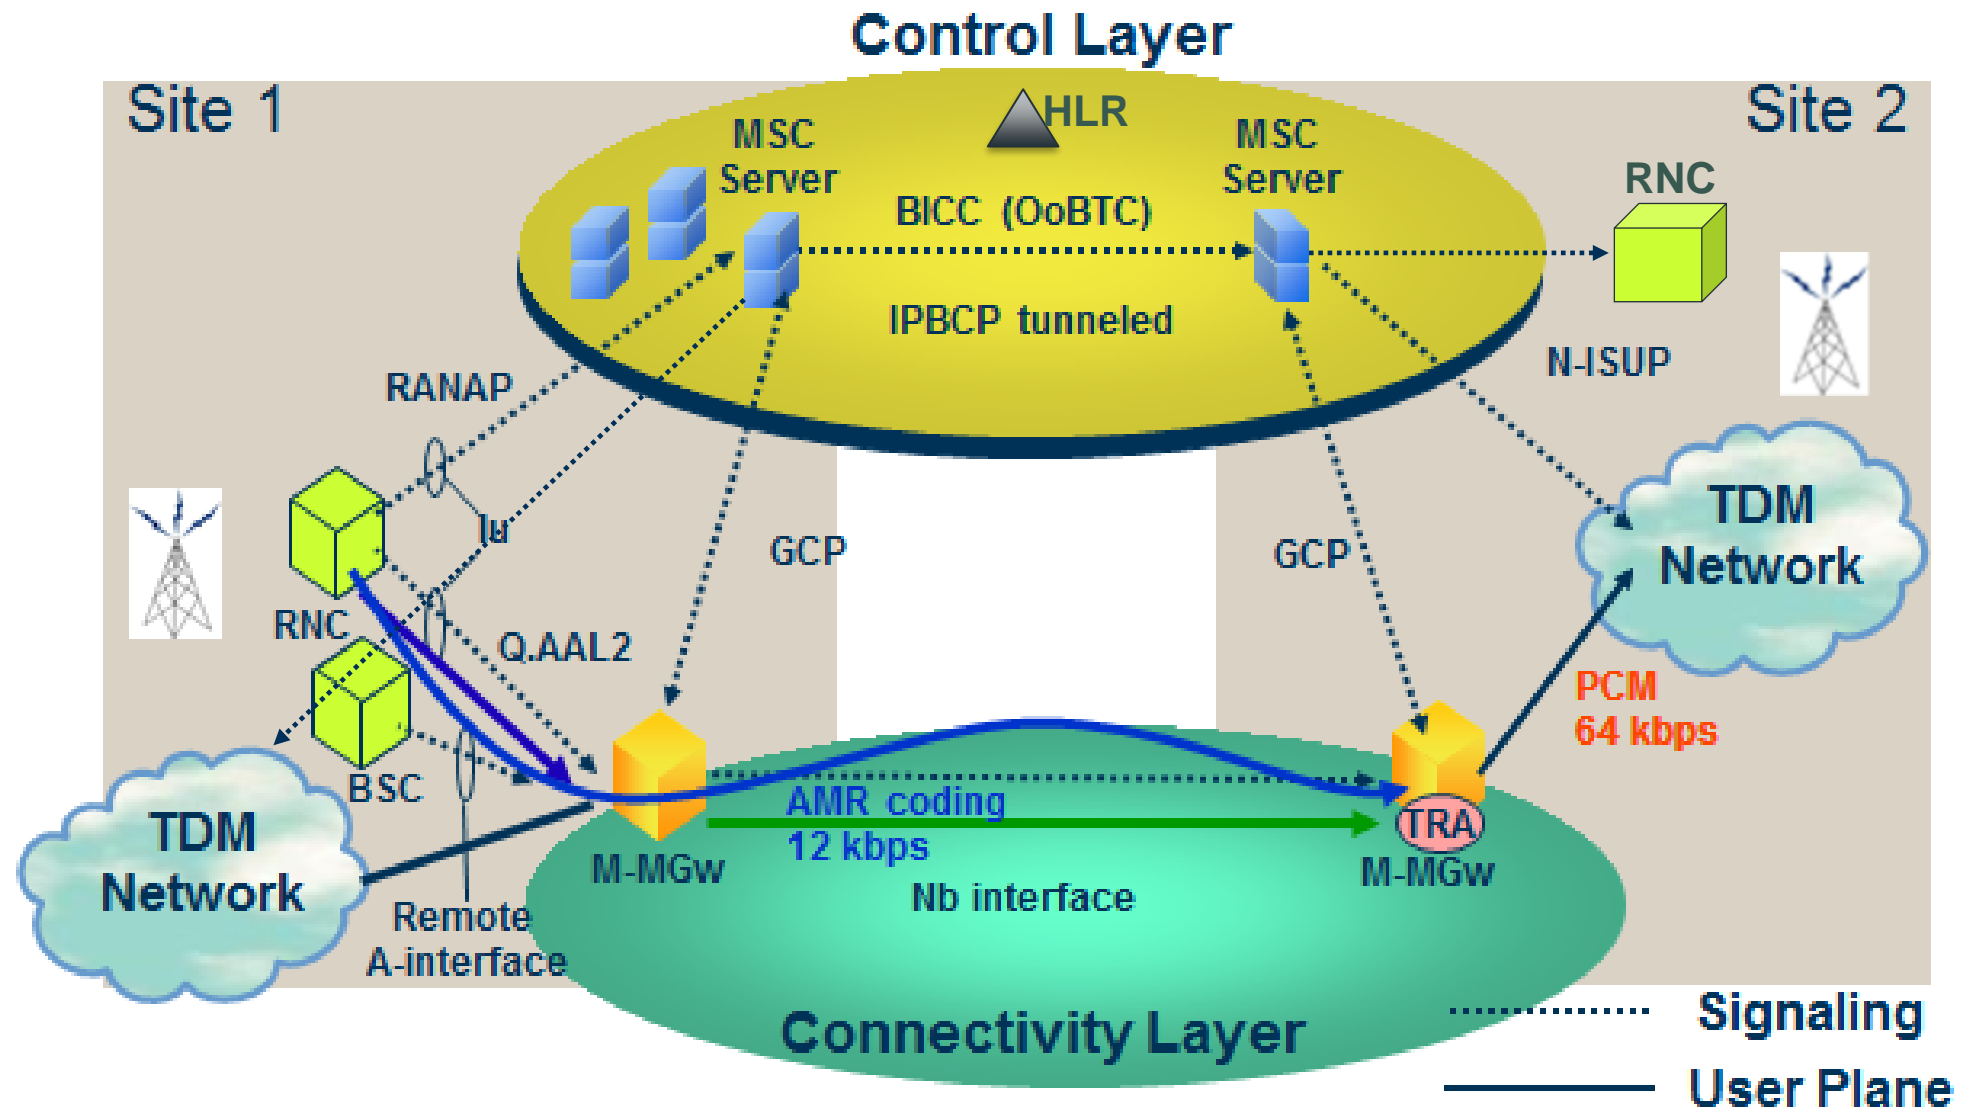 Control Layer
Site 1
Site 2
HLR
MSC
Server
MSC
Server
RNC
BICC (OoBTC)
IPBCP tunneled
N-ISUP
RANAP
Iu
GCP
GCP
TDM
Network
RNC
Q.AAL2
PCM
64 kbps
BSC
AMR coding
12 kbps
TRA
M-MGw
M-MGw
TDM
Network
Nb interface
Remote
A-interface
Connectivity Layer
Signaling
User Plane